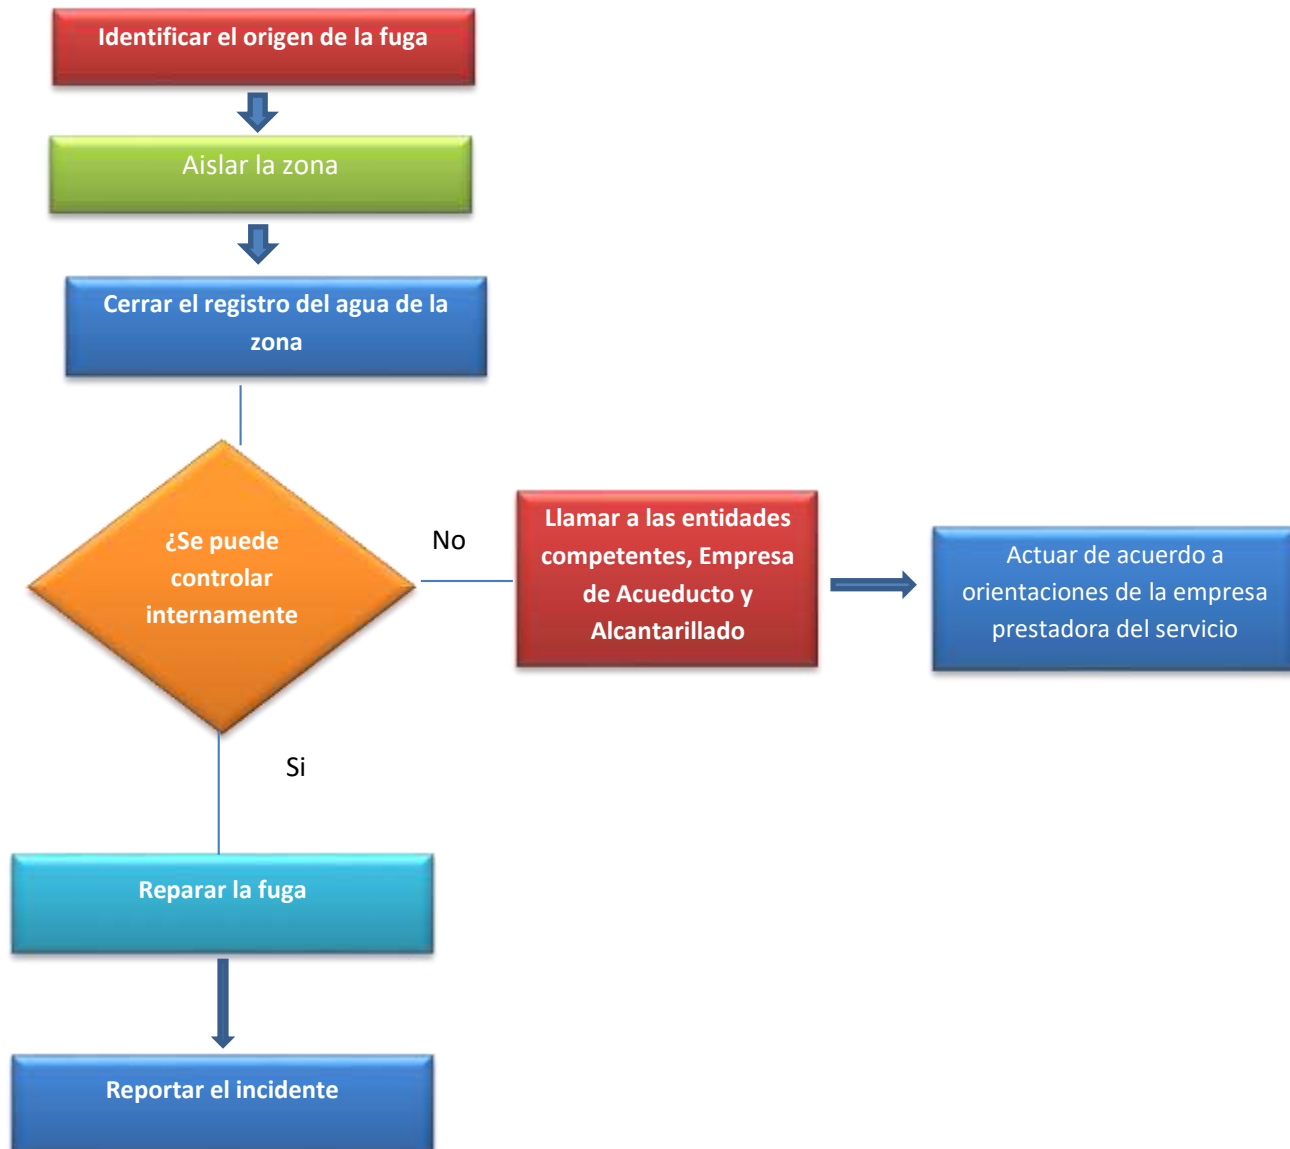 Identificar el origen de la fuga
Aislar la zona
Cerrar el registro del agua de la
zona
¿Se puede
controlar
internamente
No
Llamar a las entidades
competentes, Empresa
de Acueducto y
Alcantarillado
Actuar de acuerdo a
orientaciones de la empresa
prestadora del servicio
Si
Reparar la fuga
Reportar el incidente